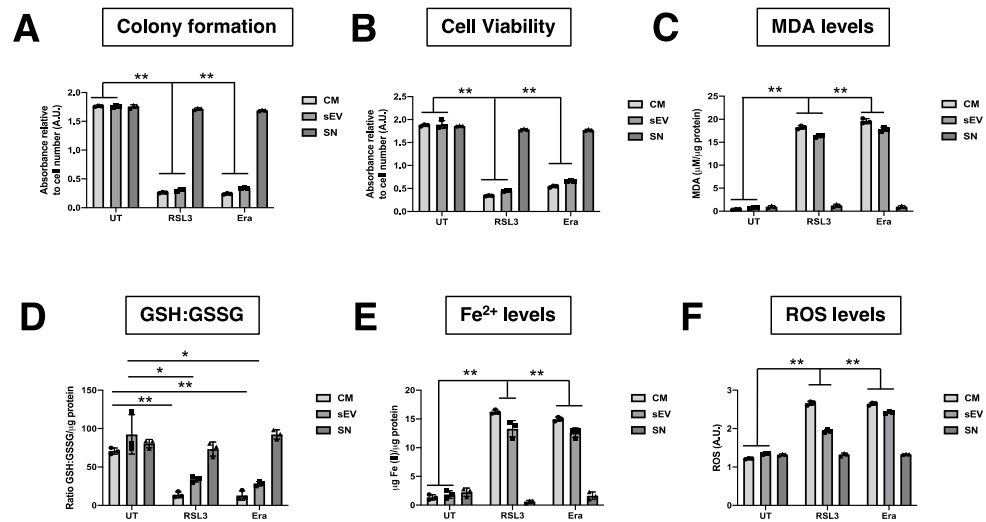 A
Colony formation
** **
Absorbance relative
to cell number (A.U.)
2.0
1.5
1.0
0.5
0.0
UT
RSL3
Era
CM
sEV
SN
B
Cell Viability
** **
Absorbance relative
to cell number (A.U.)
2.5
2.0
1.5
1.0
0.5
0.0
UT
RSL3
Era
CM
sEV
SN
C
MDA levels
** **
MDA (μM/μg protein)
25
20
15
10
5
0
UT
RSL3
Era
CM
sEV
SN
D
GSH:GSSG
*
*
**
**
Ratio GSH:GSSG/μg protein
150
100
50
0
UT
RSL3
Era
CM
sEV
SN
E
Fe²⁺ levels
** **
μg Fe (II)/μg protein
20
15
10
5
0
UT
RSL3
Era
CM
sEV
SN
F
ROS levels
** **
ROS (A.U.)
3
2
1
UT
RSL3
Era
CM
sEV
SN